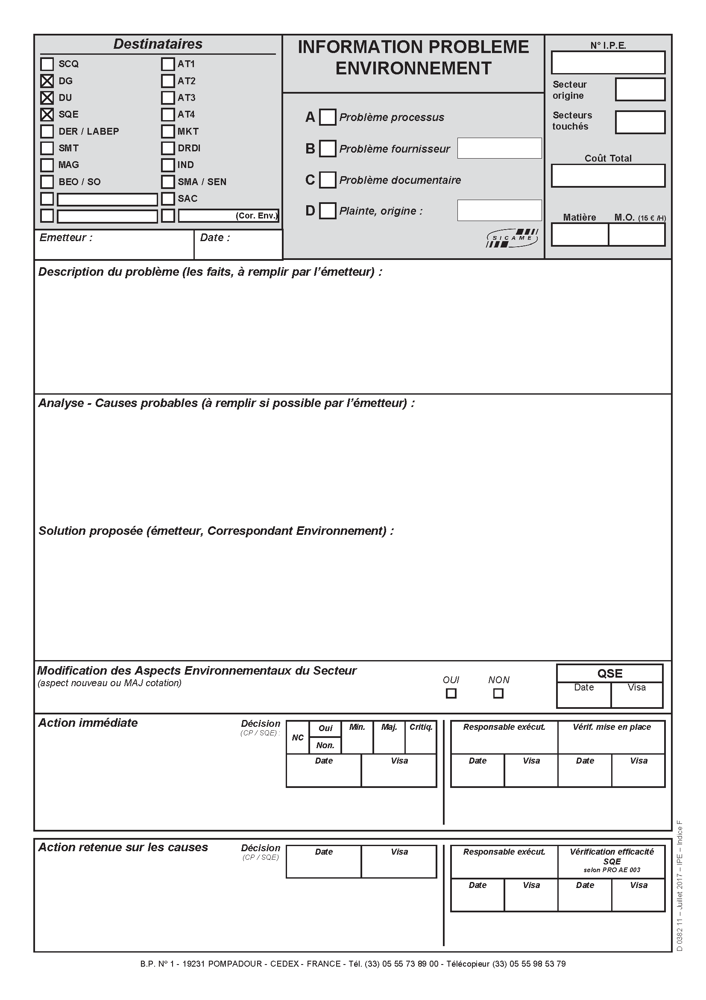 Destinataires
SCQ
DG
DU
SQE
DER / LABEP
SMT
MAG
BEO / SO
AT1
AT2
AT3
AT4
MKT
DRDI
IND
SMA / SEN
SAC
(Cor. Env.)
Emetteur :
Date :
INFORMATION PROBLEME
ENVIRONNEMENT
A Problème processus
B Problème fournisseur
C Problème documentaire
D Plainte, origine :
SICAME
N° I.P.E.
Secteur
origine
Secteurs
touchés
Coût Total
Matière M.O. (15 € /H)
Description du problème (les faits, à remplir par l’émetteur) :
Analyse - Causes probables (à remplir si possible par l’émetteur) :
Solution proposée (émetteur, Correspondant Environnement) :
Modification des Aspects Environnementaux du Secteur
(aspect nouveau ou MAJ cotation)
OUI NON
QSE
Date Visa
Action immédiate
Décision
(CP / SQE) :
NC
Oui
Non.
Min. Maj. Critiq.
Date Visa
Responsable exécut. Vérif. mise en place
Date Visa Date Visa
Action retenue sur les causes
Décision
(CP / SQE)
Date Visa
Responsable exécut.
Vérification efficacité
SQE
selon PRO AE 003
Date Visa Date Visa
D 0382 11 – Juillet 2017 – IPE – Indice F
B.P. Nº 1 - 19231 POMPADOUR - CEDEX - FRANCE - Tél. (33) 05 55 73 89 00 - Télécopieur (33) 05 55 98 53 79